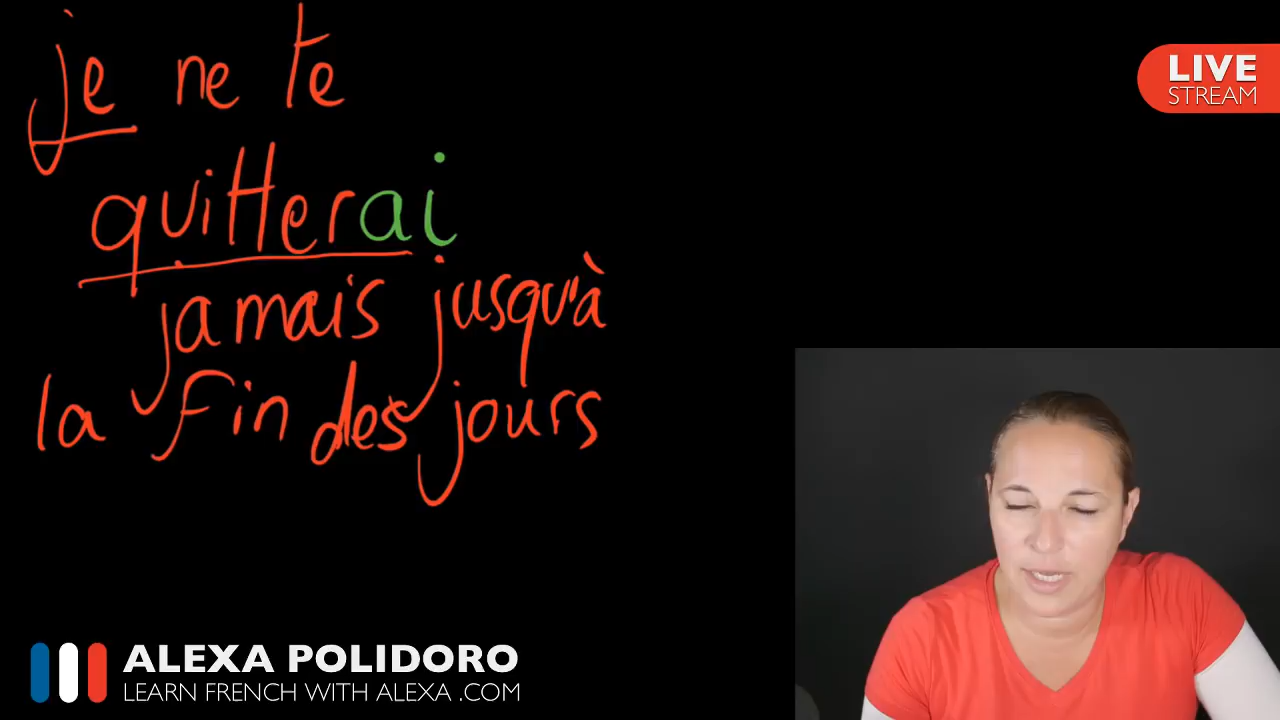 je ne te
quitterai
jamais jusqu'à
la fin des jours
LIVE
STREAM
ALEXA POLIDORO
LEARN FRENCH WITH ALEXA .COM